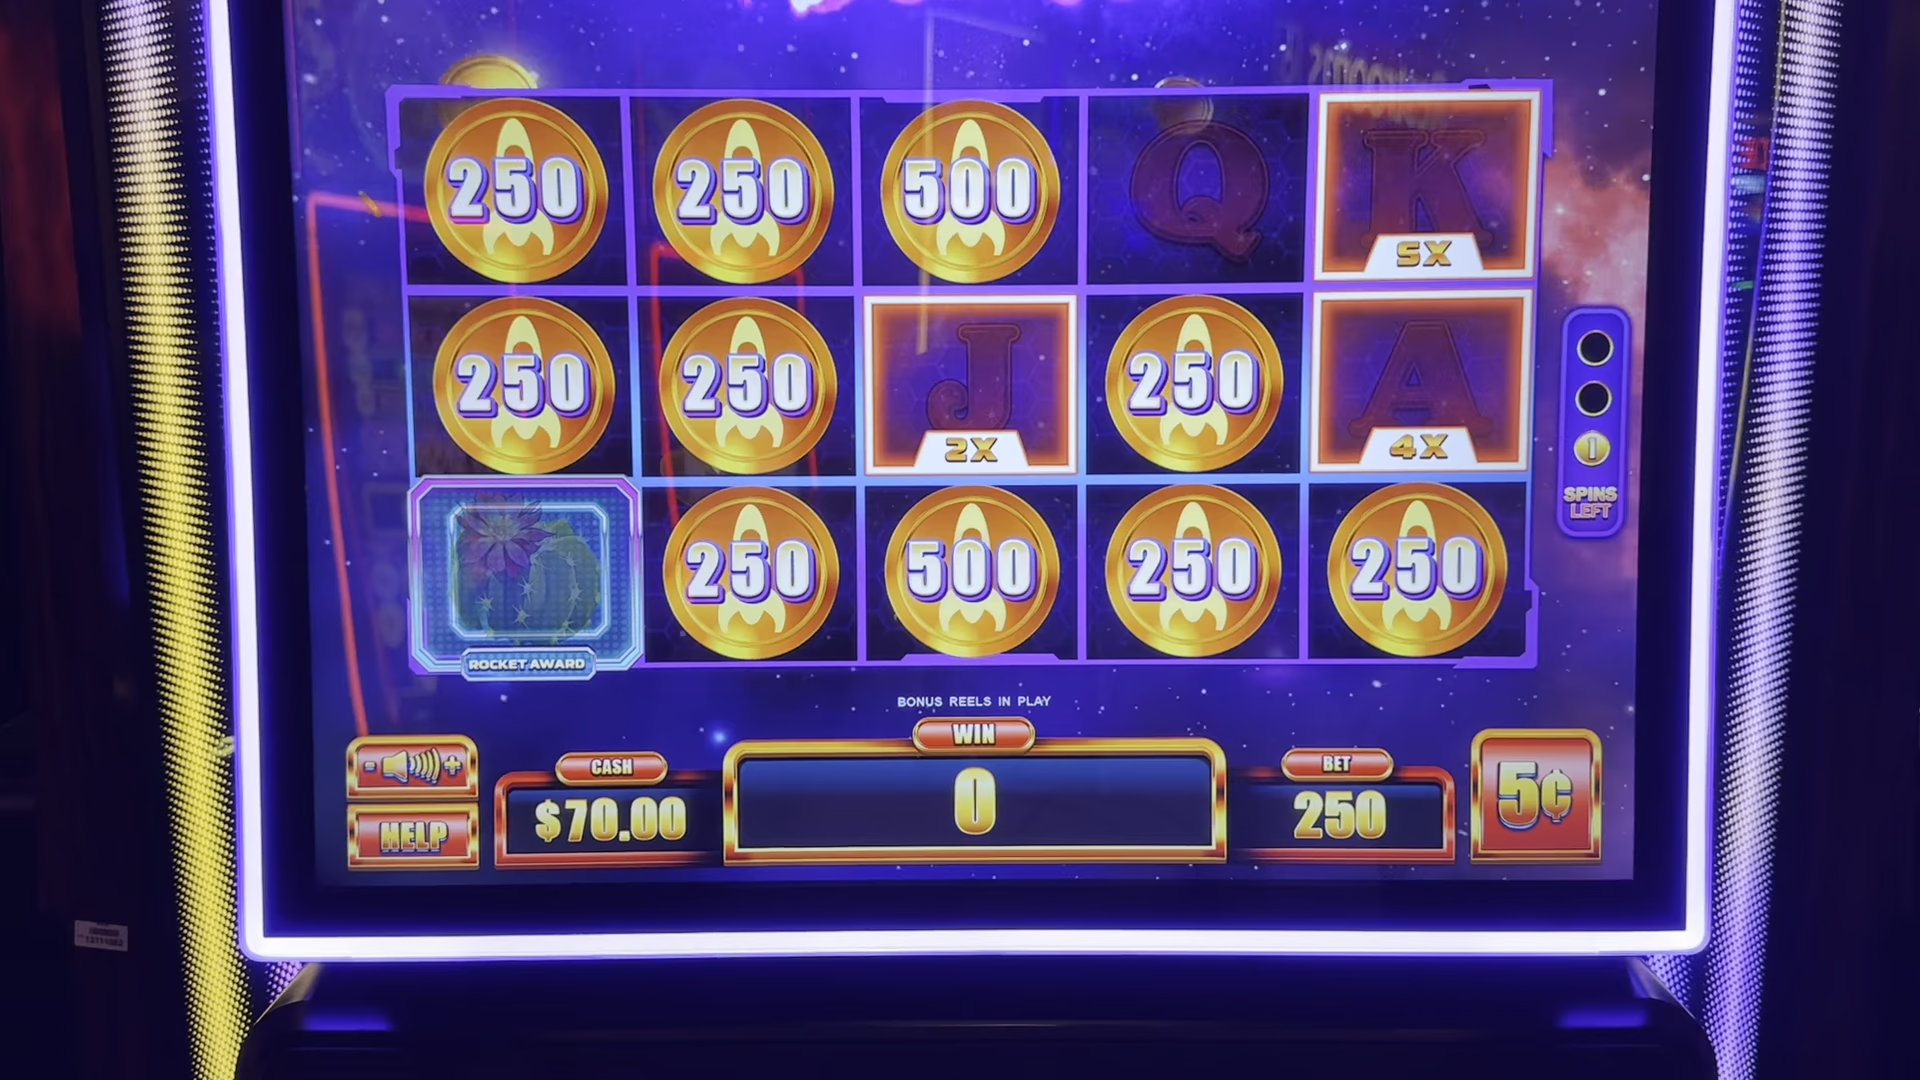 250 250 500 Q K
5X
250 250 J 250 A
2X 4X
1
SPINS
LEFT
250 500 250 250
ROCKET AWARD
BONUS REELS IN PLAY
WIN
0
- +
HELP
CASH
$70.00
BET
250
5¢